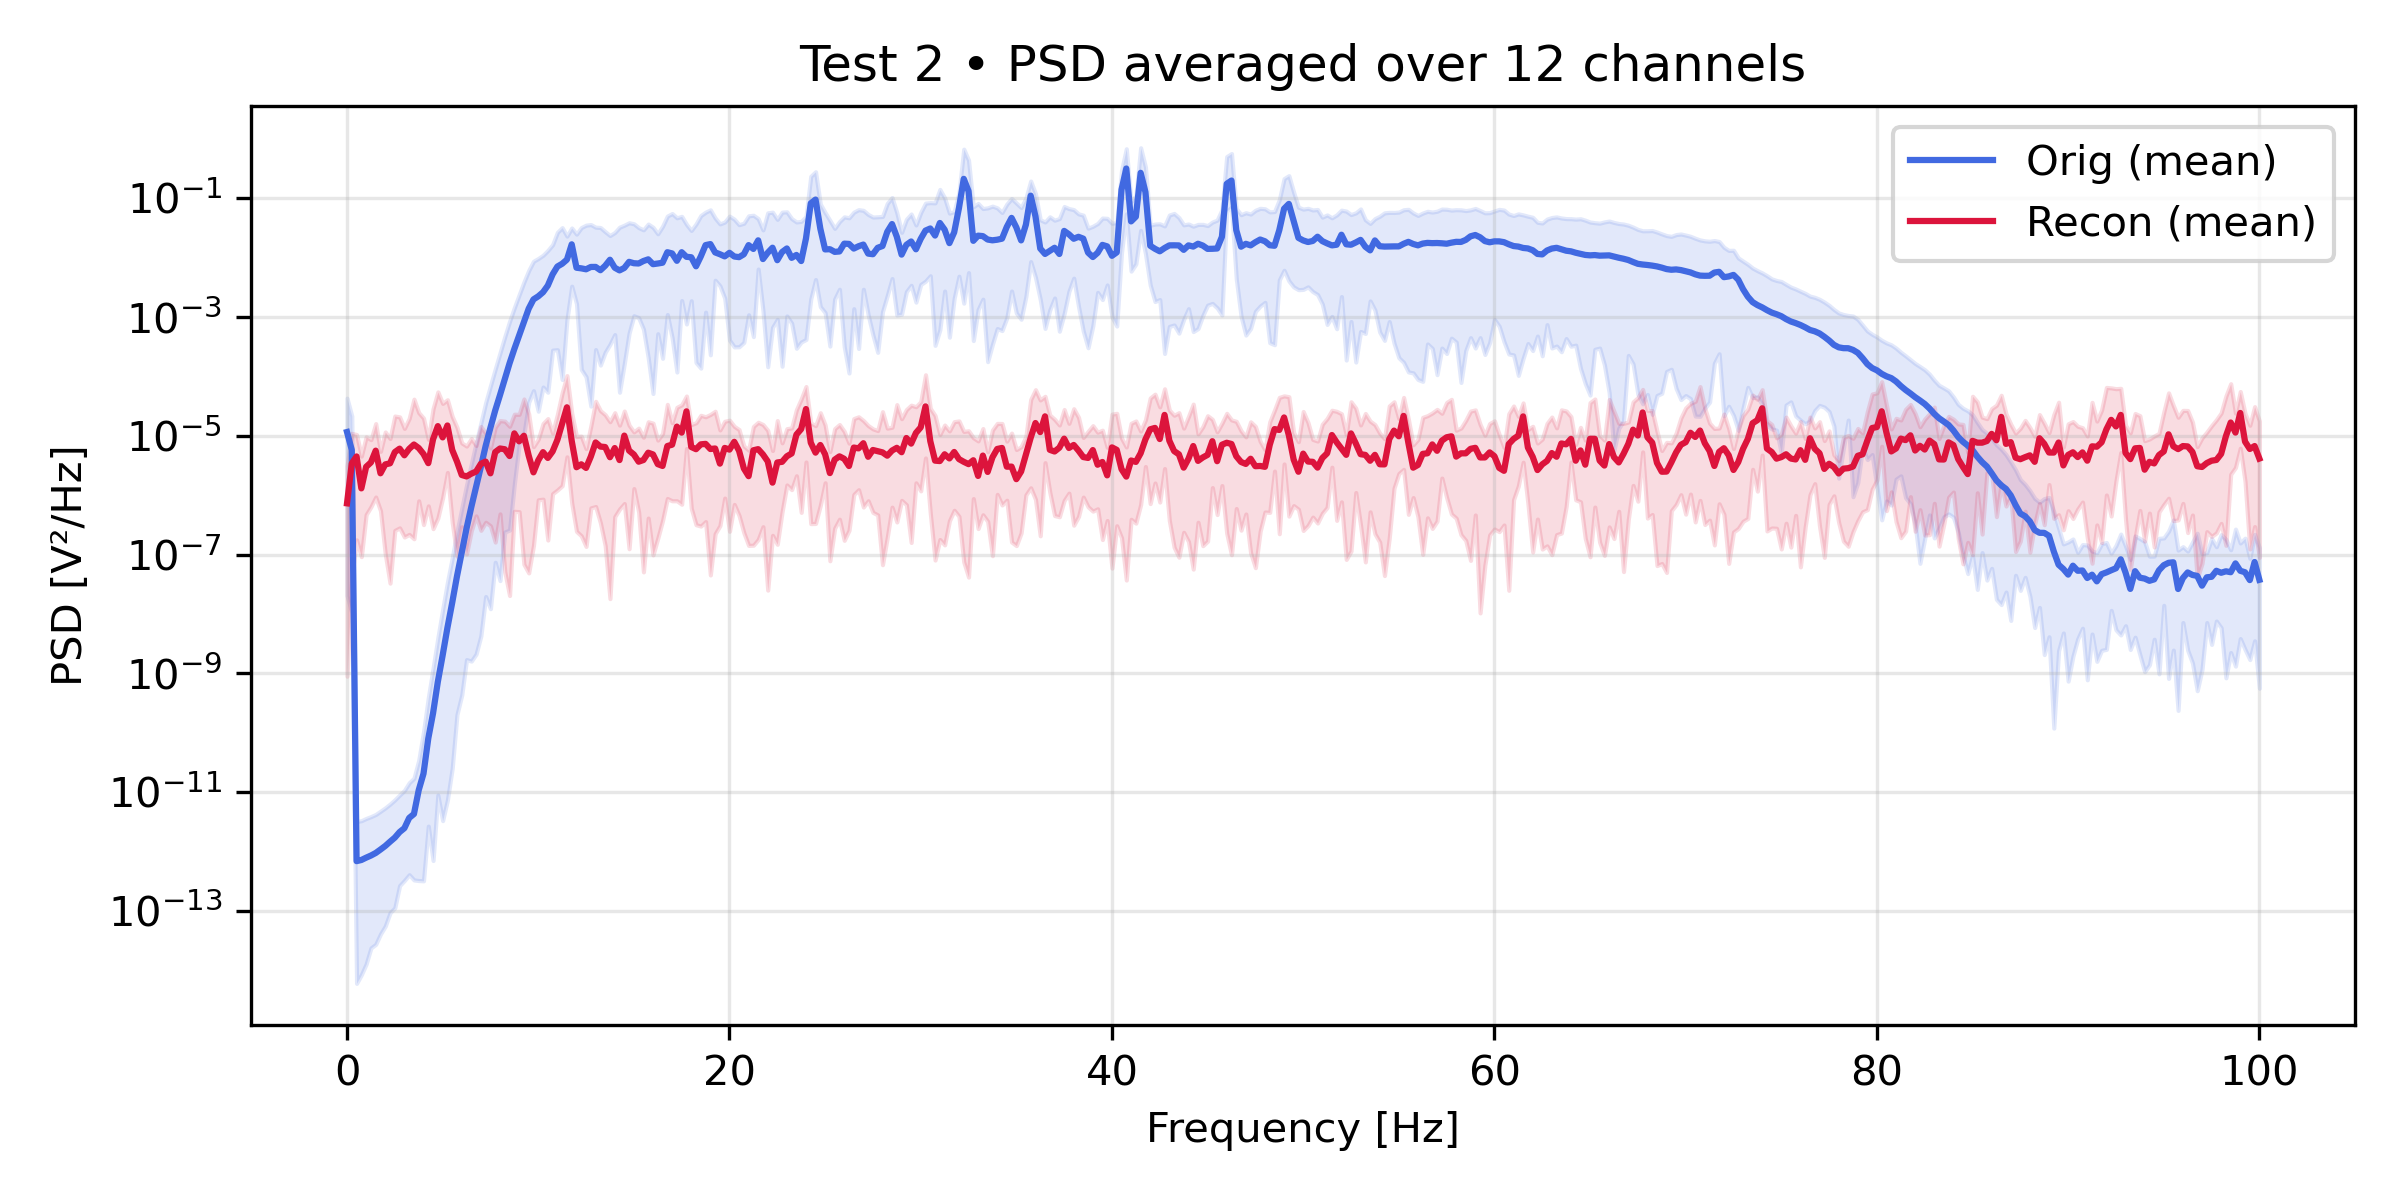 Test 2 • PSD averaged over 12 channels
Orig (mean)
Recon (mean)
PSD [V²/Hz]
10⁻¹
10⁻³
10⁻⁵
10⁻⁷
10⁻⁹
10⁻¹¹
10⁻¹³
0 20 40 60 80 100
Frequency [Hz]